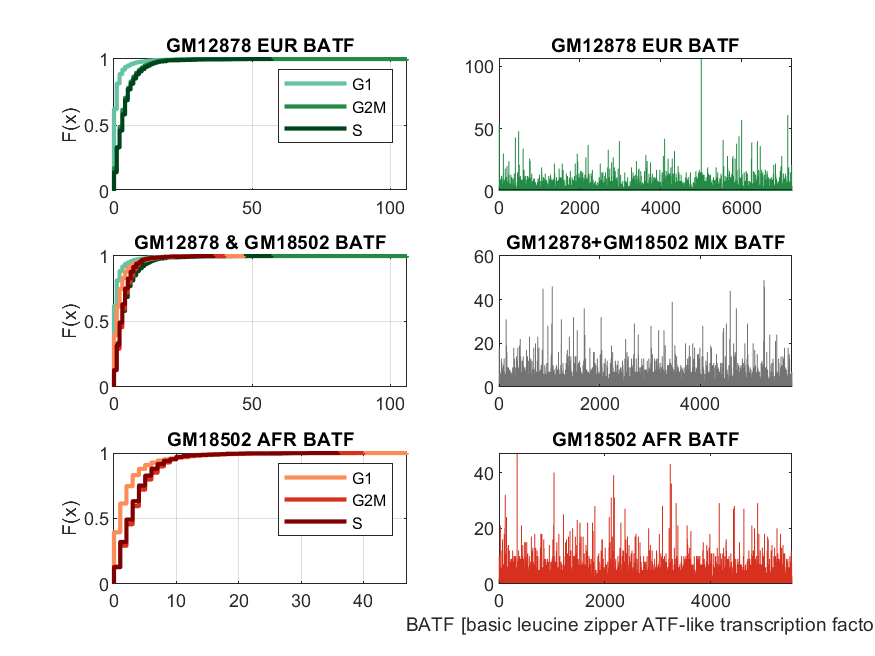 GM12878 EUR BATF
F(x)
1
0.5
0
0 50 100
G1
G2M
S
GM12878 EUR BATF
100
50
0
0 2000 4000 6000
GM12878 & GM18502 BATF
F(x)
1
0.5
0
0 50 100
GM12878+GM18502 MIX BATF
60
40
20
0
0 2000 4000
GM18502 AFR BATF
F(x)
1
0.5
0
0 10 20 30 40
G1
G2M
S
GM18502 AFR BATF
40
20
0
0 2000 4000
BATF [basic leucine zipper ATF-like transcription facto